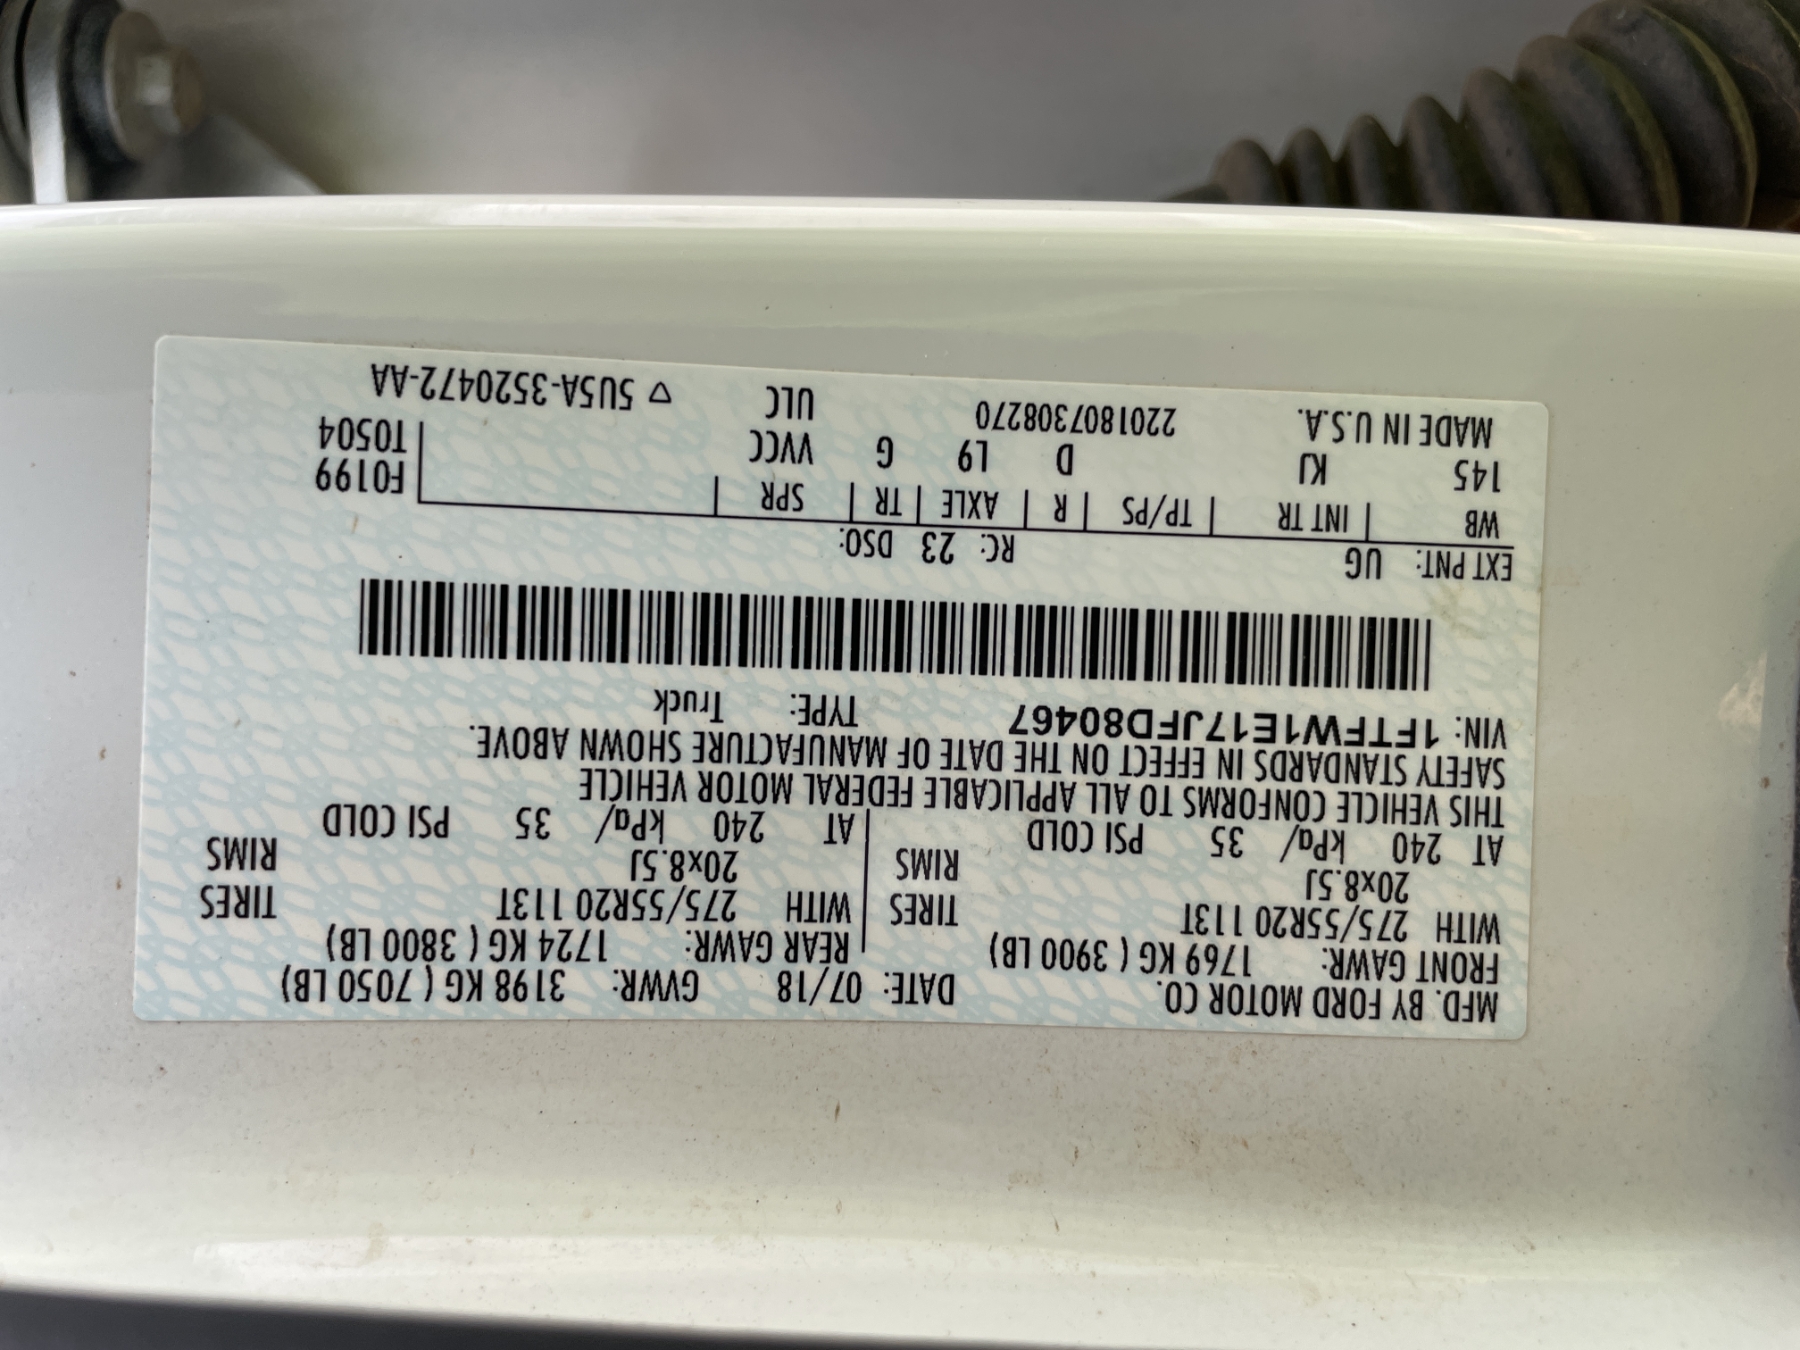 MFD. BY FORD MOTOR CO. DATE: 07/18 GVWR: 3198 KG ( 7050 LB)
FRONT GAWR: 1769 KG ( 3900 LB) REAR GAWR: 1724 KG ( 3800 LB)
WITH 275/55R20 113T TIRES WITH 275/55R20 113T TIRES
20x8.5J RIMS 20x8.5J RIMS
AT 240 kPa/ 35 PSI COLD AT 240 kPa/ 35 PSI COLD
THIS VEHICLE CONFORMS TO ALL APPLICABLE FEDERAL MOTOR VEHICLE
SAFETY STANDARDS IN EFFECT ON THE DATE OF MANUFACTURE SHOWN ABOVE.
VIN: 1FTFW1E17JFD80467 TYPE: Truck
EXT PNT: UG RC: 23 DSO:
WB | INT TR | TP/PS | R | AXLE | TR | SPR | F0199
145 KJ D L9 G VVCC T0504
MADE IN U.S.A. 2201807308270 ULC ▽ 5U5A-3520472-AA